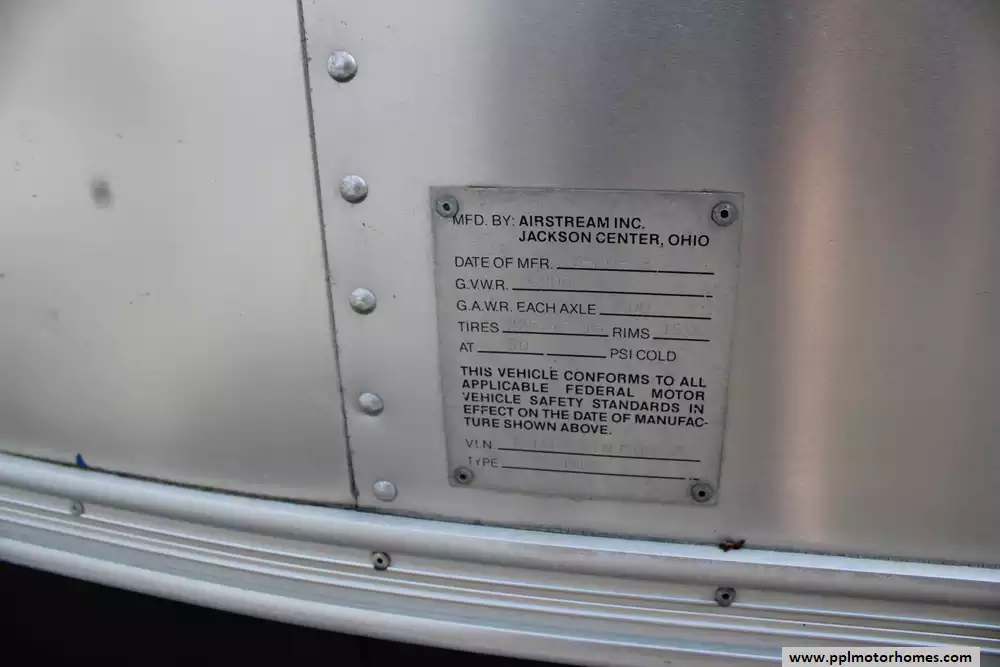 MFD. BY: AIRSTREAM INC.
JACKSON CENTER, OHIO
DATE OF MFR.
G.V.W.R.
G.A.W.R. EACH AXLE
TIRES RIMS
AT 50 PSI COLD
THIS VEHICLE CONFORMS TO ALL
APPLICABLE FEDERAL MOTOR
VEHICLE SAFETY STANDARDS IN
EFFECT ON THE DATE OF MANUFAC-
TURE SHOWN ABOVE.
V.I.N.
TYPE
www.pplmotorhomes.com